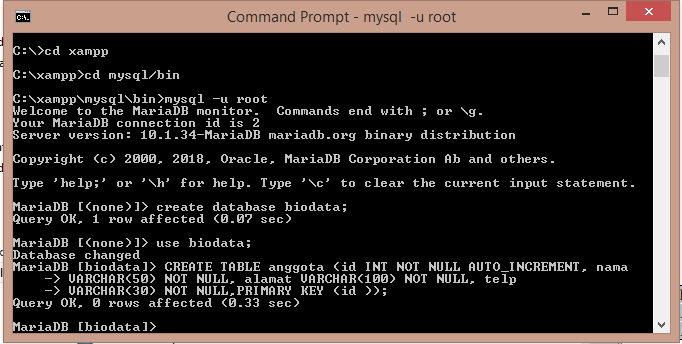 Command Prompt - mysql  -u root
C:\>cd xampp
C:\xampp>cd mysql/bin
C:\xampp\mysql\bin>mysql -u root
Welcome to the MariaDB monitor.  Commands end with ; or \g.
Your MariaDB connection id is 2
Server version: 10.1.34-MariaDB mariadb.org binary distribution
Copyright (c) 2000, 2018, Oracle, MariaDB Corporation Ab and others.
Type 'help;' or '\h' for help. Type '\c' to clear the current input statement.
MariaDB [(none)]> create database biodata;
Query OK, 1 row affected (0.07 sec)
MariaDB [(none)]> use biodata;
Database changed
MariaDB [biodata]> CREATE TABLE anggota (id INT NOT NULL AUTO_INCREMENT, nama
    -> VARCHAR(50) NOT NULL, alamat VARCHAR(100) NOT NULL, telp
    -> VARCHAR(30) NOT NULL,PRIMARY KEY (id ));
Query OK, 0 rows affected (0.33 sec)
MariaDB [biodata]>